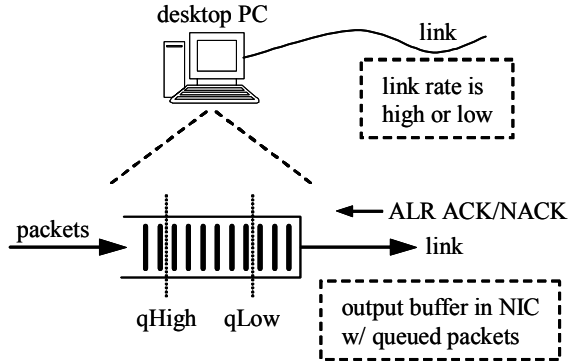 desktop PC
link
link rate is
high or low
packets
ALR ACK/NACK
link
qHigh
qLow
output buffer in NIC
w/ queued packets